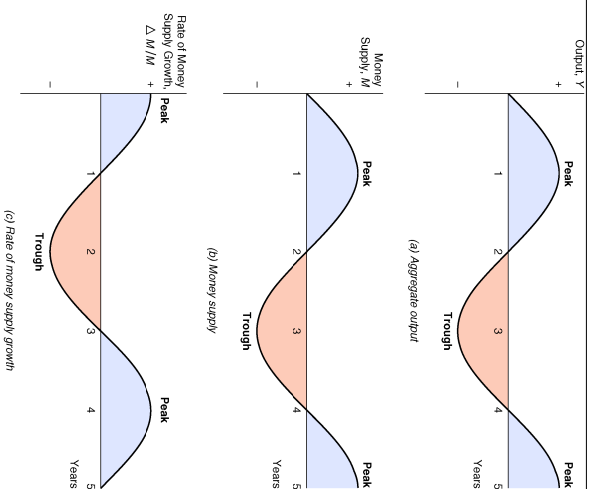 Output, Y
+
Peak
1
2
3
4
5
Years
–
Trough
Peak
(a) Aggregate output
Money
Supply, M
+
Peak
1
2
3
4
5
Years
–
Trough
Peak
(b) Money supply
Rate of Money
Supply Growth,
△ M /M
+
Peak
1
2
3
4
5
Years
–
Trough
Peak
(c) Rate of money supply growth